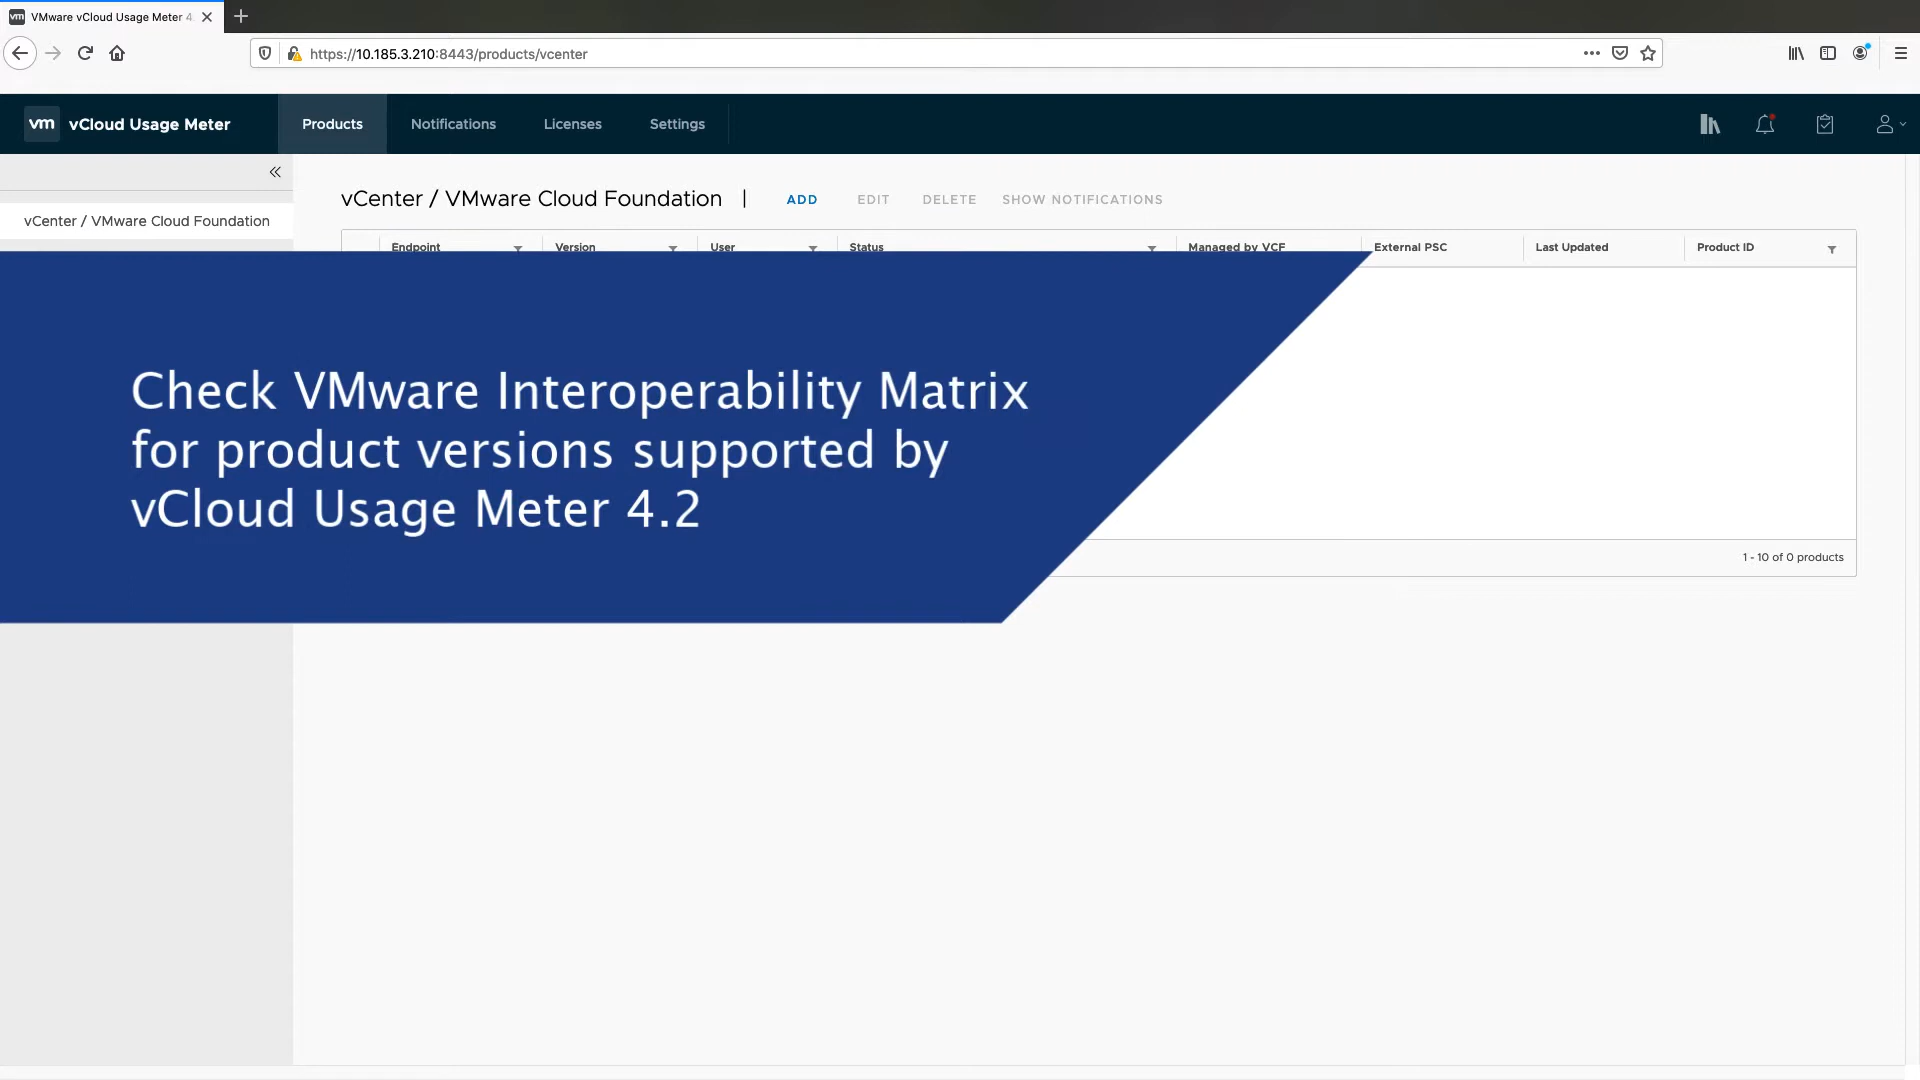 VMware vCloud Usage Meter 4
https://10.185.3.210:8443/products/vcenter
vm vCloud Usage Meter Products Notifications Licenses Settings
vCenter / VMware Cloud Foundation | ADD EDIT DELETE SHOW NOTIFICATIONS
vCenter / VMware Cloud Foundation
Endpoint Version User Status Managed by VCF External PSC Last Updated Product ID
Check VMware Interoperability Matrix
for product versions supported by
vCloud Usage Meter 4.2
1 - 10 of 0 products